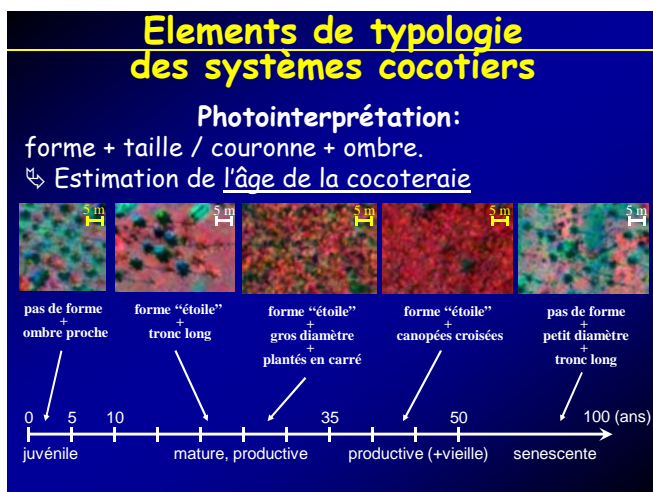 Elements de typologie
des systèmes cocotiers
Photointerprétation:
forme + taille / couronne + ombre.
↳ Estimation de l'âge de la cocoteraie
5 m
5 m
5 m
5 m
5 m
pas de forme
+
ombre proche
forme “étoile”
+
tronc long
forme “étoile”
+
gros diamètre
+
plantés en carré
forme “étoile”
+
canopées croisées
pas de forme
+
petit diamètre
+
tronc long
0 5 10 35 50 100 (ans)
juvénile mature, productive productive (+vieille) senescente